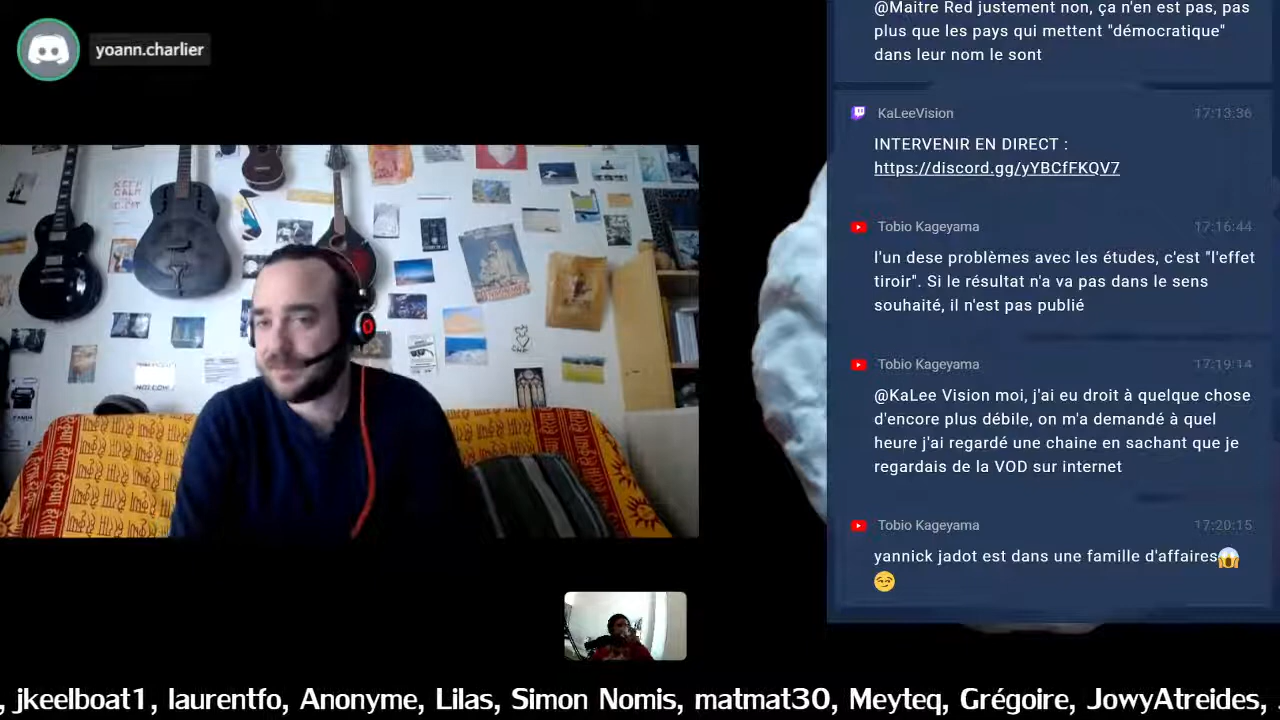 yoann.charlier
@Maitre Red justement non, ça n'en est pas, pas
plus que les pays qui mettent "démocratique"
dans leur nom le sont
KaLeeVision 17:13:36
INTERVENIR EN DIRECT :
https://discord.gg/yYBCfFKQV7
Tobio Kageyama 17:16:44
l'un dese problèmes avec les études, c'est "l'effet
tiroir". Si le résultat n'a va pas dans le sens
souhaité, il n'est pas publié
Tobio Kageyama 17:19:14
@KaLee Vision moi, j'ai eu droit à quelque chose
d'encore plus débile, on m'a demandé à quel
heure j'ai regardé une chaine en sachant que je
regardais de la VOD sur internet
Tobio Kageyama 17:20:15
yannick jadot est dans une famille d'affaires😱
😏
KEEP
CALM
, jkeelboat1, laurentfo, Anonyme, Lilas, Simon Nomis, matmat30, Meyteq, Grégoire, JowyAtreides,